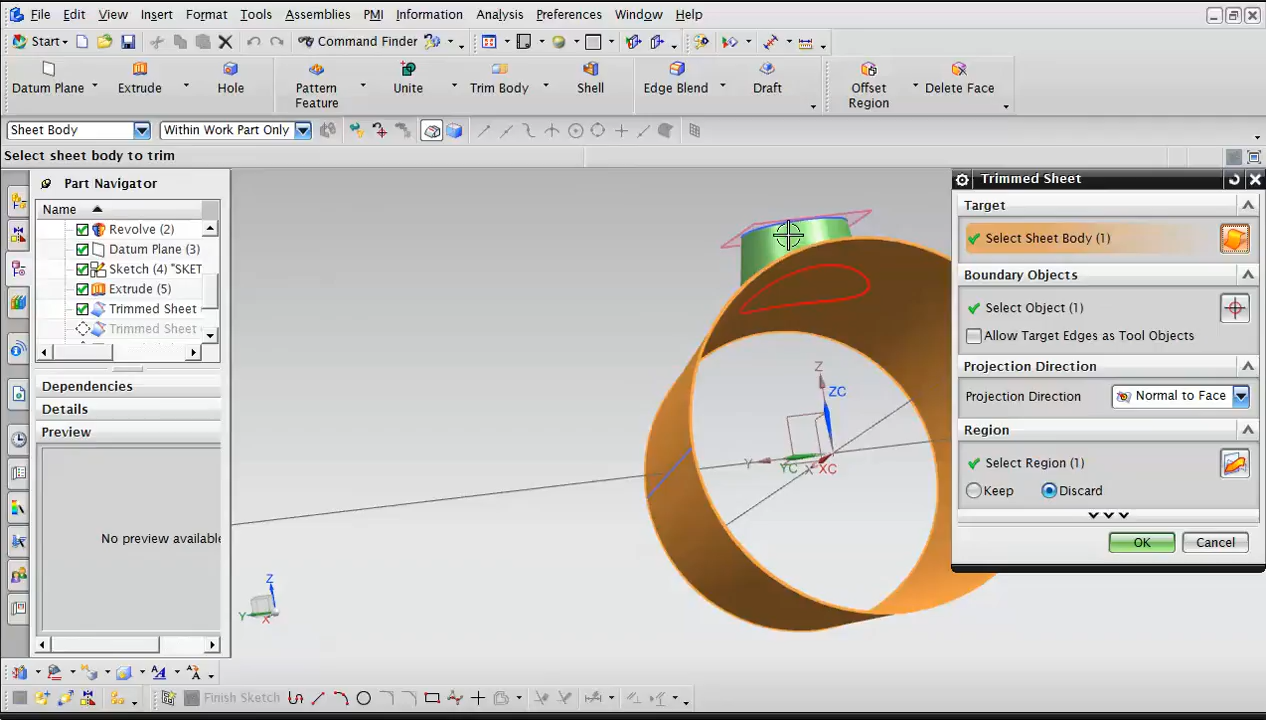 File Edit View Insert Format Tools Assemblies PMI Information Analysis Preferences Window Help
Start Command Finder
Datum Plane Extrude Hole Pattern Feature Unite Trim Body Shell Edge Blend Draft Offset Region Delete Face
Sheet Body Within Work Part Only
Select sheet body to trim
Part Navigator
Name
Revolve (2)
Datum Plane (3)
Sketch (4) "SKET
Extrude (5)
Trimmed Sheet
Trimmed Sheet
Dependencies
Details
Preview
No preview available
Z
ZC
Y
YC
X
XC
Z
Y
X
Trimmed Sheet
Target
Select Sheet Body (1)
Boundary Objects
Select Object (1)
Allow Target Edges as Tool Objects
Projection Direction
Projection Direction Normal to Face
Region
Select Region (1)
Keep Discard
OK Cancel
Finish Sketch